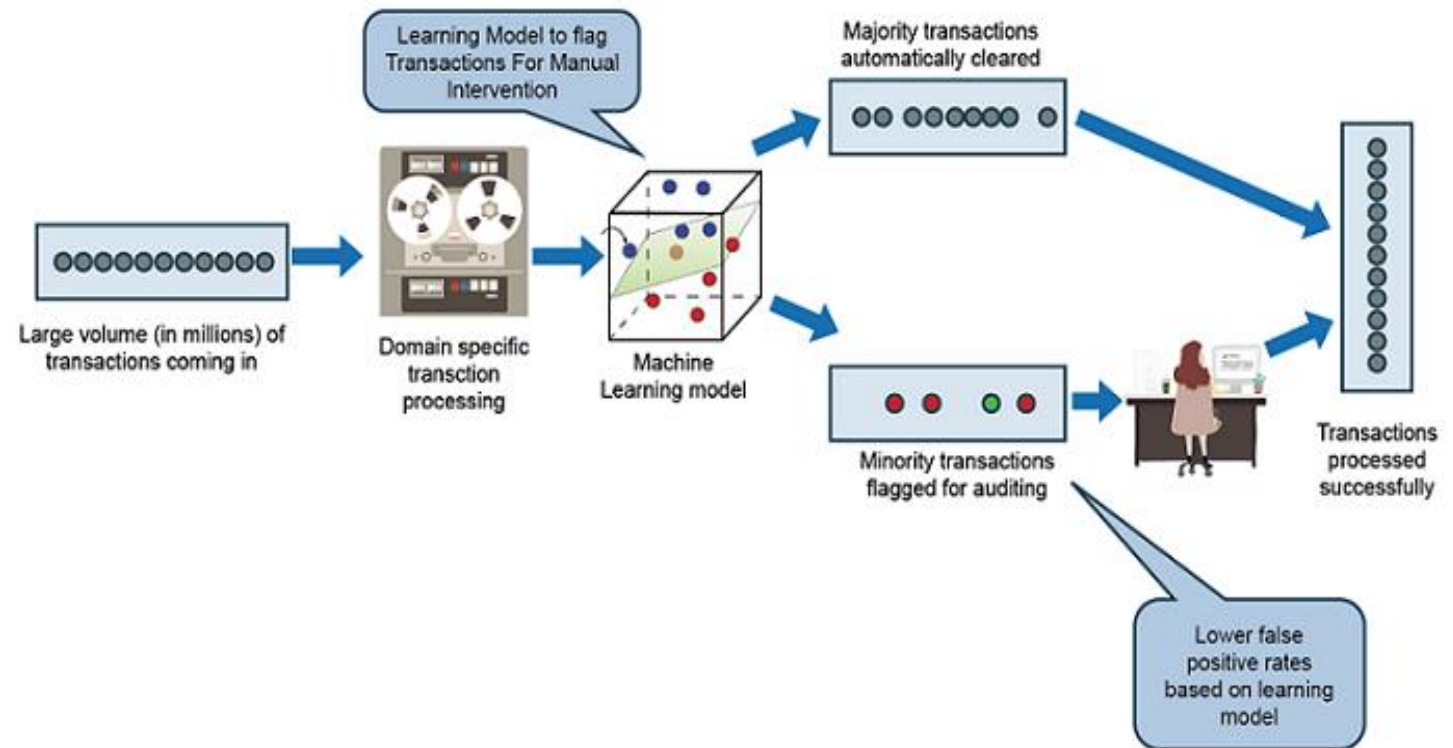 Learning Model to flag
Transactions For Manual
Intervention
Majority transactions
automatically cleared
Large volume (in millions) of
transactions coming in
Domain specific
transction
processing
Machine
Learning model
Minority transactions
flagged for auditing
Transactions
processed
successfully
Lower false
positive rates
based on learning
model